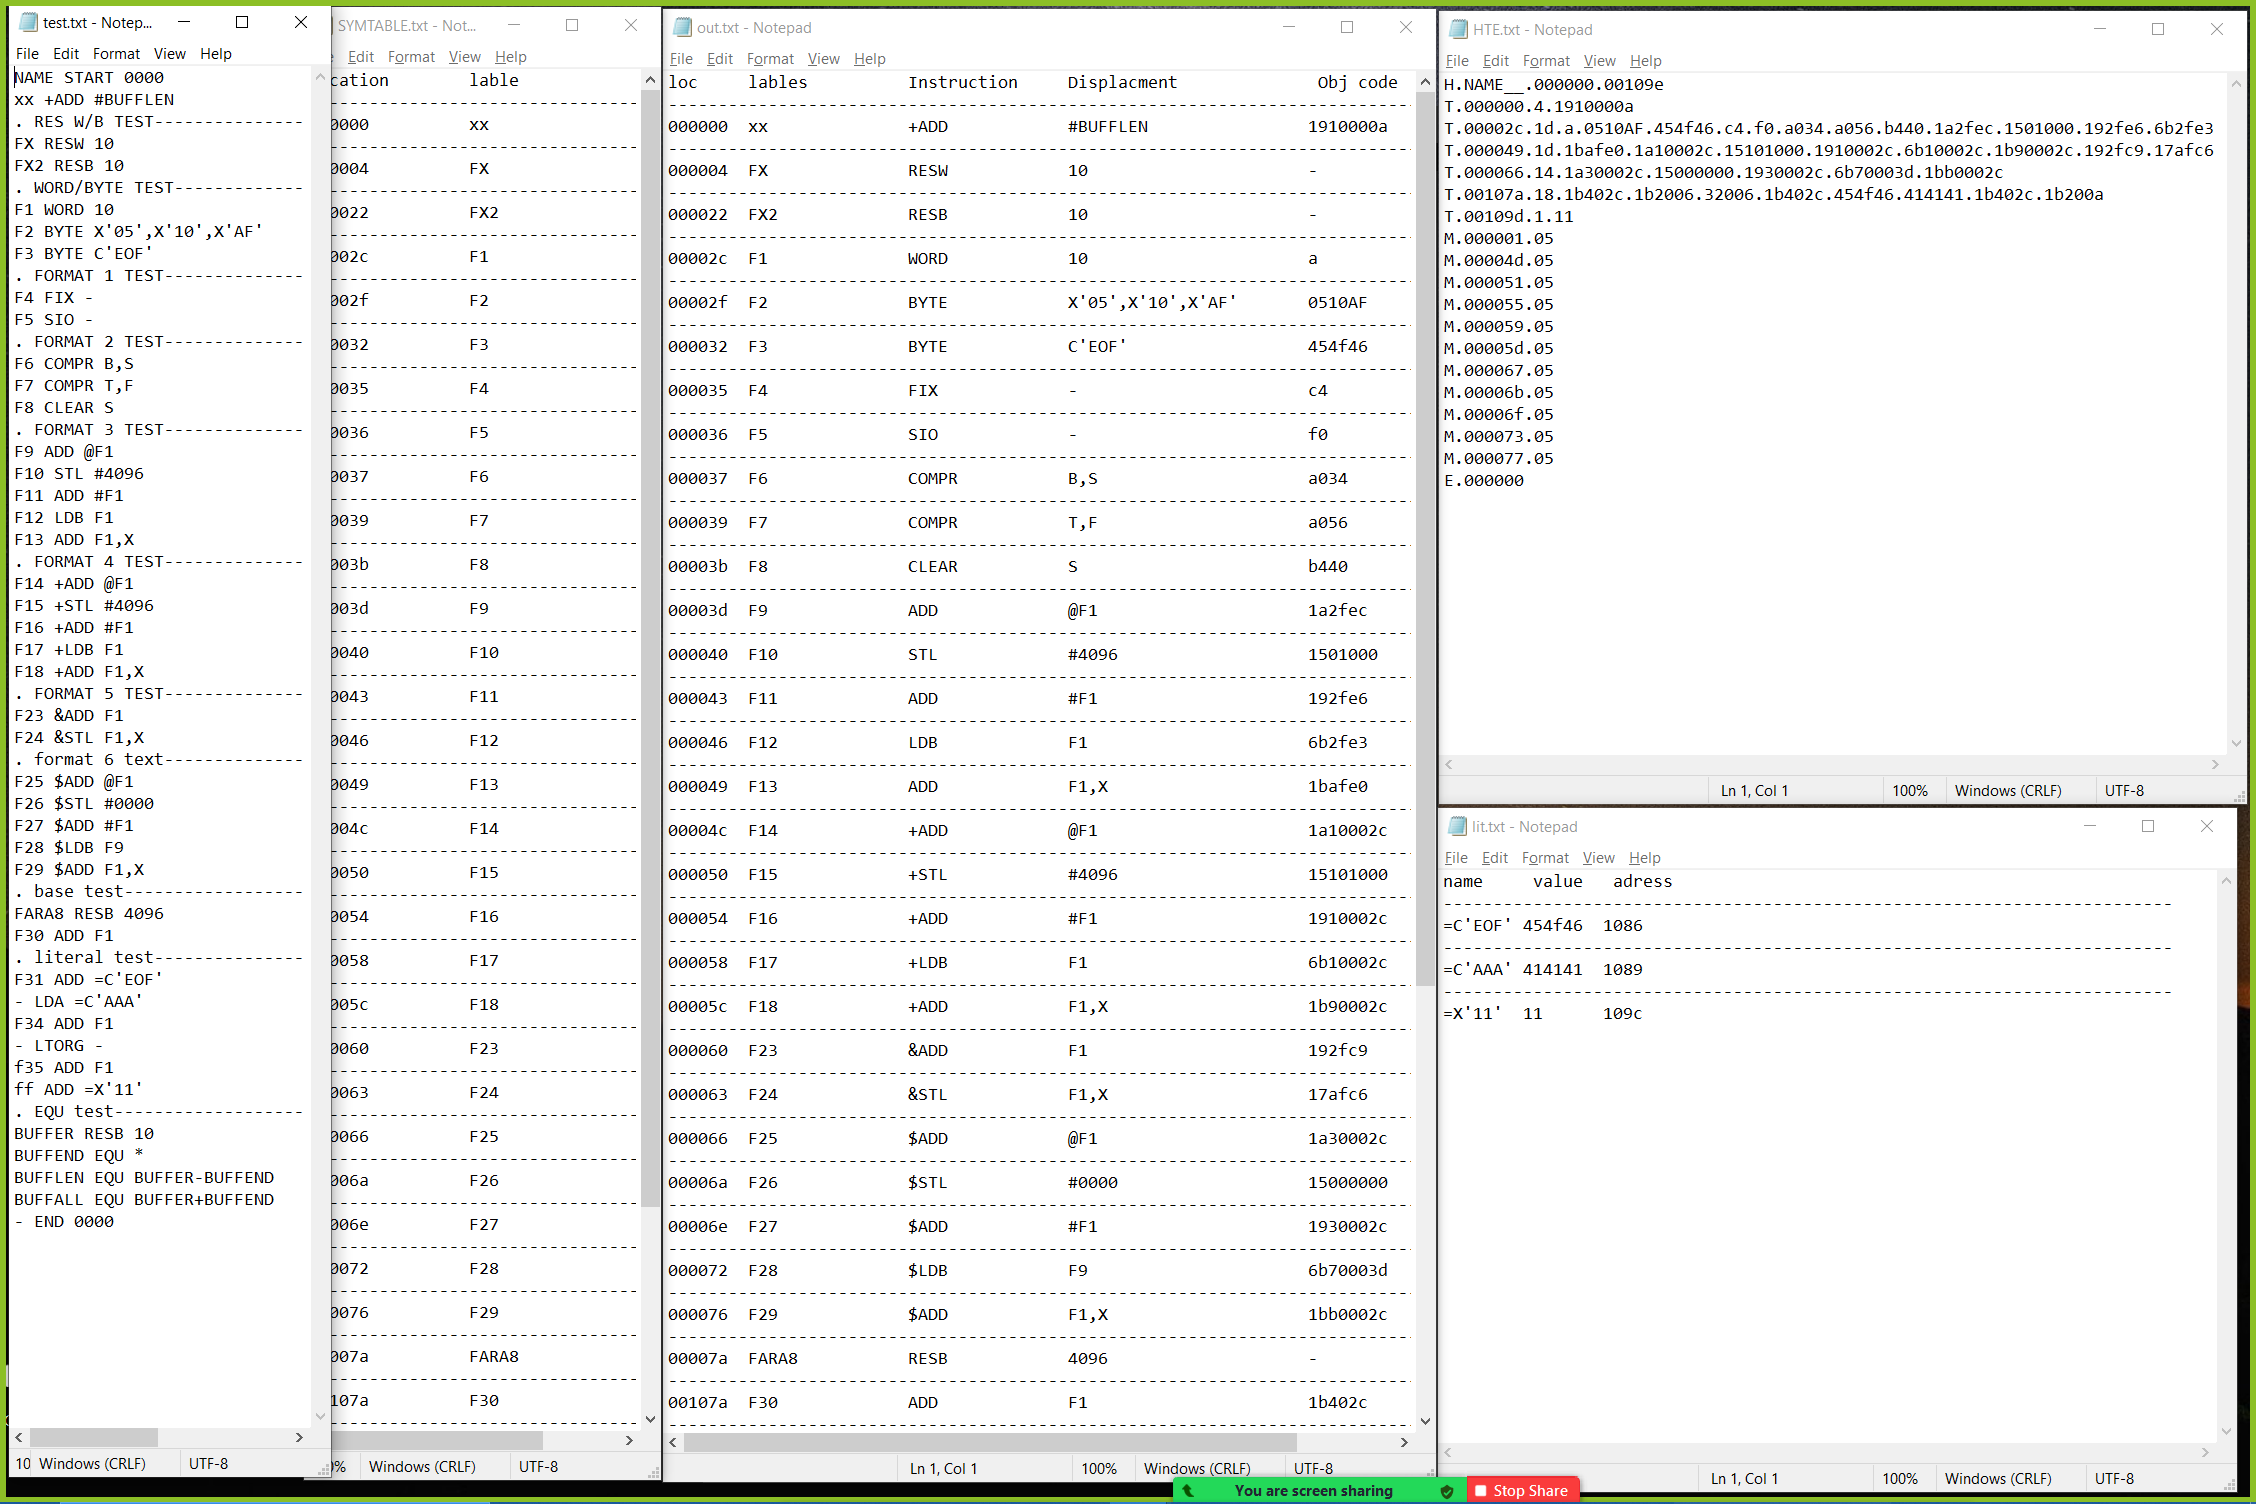 test.txt - Notep...
File Edit Format View Help
NAME START 0000
xx +ADD #BUFFLEN
. RES W/B TEST---------------
FX RESW 10
FX2 RESB 10
. WORD/BYTE TEST-------------
F1 WORD 10
F2 BYTE X'05',X'10',X'AF'
F3 BYTE C'EOF'
. FORMAT 1 TEST--------------
F4 FIX -
F5 SIO -
. FORMAT 2 TEST--------------
F6 COMPR B,S
F7 COMPR T,F
F8 CLEAR S
. FORMAT 3 TEST--------------
F9 ADD @F1
F10 STL #4096
F11 ADD #F1
F12 LDB F1
F13 ADD F1,X
. FORMAT 4 TEST--------------
F14 +ADD @F1
F15 +STL #4096
F16 +ADD #F1
F17 +LDB F1
F18 +ADD F1,X
. FORMAT 5 TEST--------------
F23 &ADD F1
F24 &STL F1,X
. format 6 text--------------
F25 $ADD @F1
F26 $STL #0000
F27 $ADD #F1
F28 $LDB F9
F29 $ADD F1,X
. base test------------------
FARA8 RESB 4096
F30 ADD F1
. literal test---------------
F31 ADD =C'EOF'
- LDA =C'AAA'
F34 ADD F1
- LTORG -
f35 ADD F1
ff ADD =X'11'
. EQU test-------------------
BUFFER RESB 10
BUFFEND EQU *
BUFFLEN EQU BUFFER-BUFFEND
BUFFALL EQU BUFFER+BUFFEND
- END 0000
10 Windows (CRLF) UTF-8
SYMTABLE.txt - Not...
Edit Format View Help
cation lable
0000 xx
0004 FX
0022 FX2
002c F1
002f F2
0032 F3
0035 F4
0036 F5
0037 F6
0039 F7
003b F8
003d F9
0040 F10
0043 F11
0046 F12
0049 F13
004c F14
0050 F15
0054 F16
0058 F17
005c F18
0060 F23
0063 F24
0066 F25
006a F26
006e F27
0072 F28
0076 F29
007a FARA8
107a F30
% Windows (CRLF) UTF-8
out.txt - Notepad
File Edit Format View Help
loc lables Instruction Displacment Obj code
000000 xx +ADD #BUFFLEN 1910000a
000004 FX RESW 10 -
000022 FX2 RESB 10 -
00002c F1 WORD 10 a
00002f F2 BYTE X'05',X'10',X'AF' 0510AF
000032 F3 BYTE C'EOF' 454f46
000035 F4 FIX - c4
000036 F5 SIO - f0
000037 F6 COMPR B,S a034
000039 F7 COMPR T,F a056
00003b F8 CLEAR S b440
00003d F9 ADD @F1 1a2fec
000040 F10 STL #4096 1501000
000043 F11 ADD #F1 192fe6
000046 F12 LDB F1 6b2fe3
000049 F13 ADD F1,X 1bafe0
00004c F14 +ADD @F1 1a10002c
000050 F15 +STL #4096 15101000
000054 F16 +ADD #F1 1910002c
000058 F17 +LDB F1 6b10002c
00005c F18 +ADD F1,X 1b90002c
000060 F23 &ADD F1 192fc9
000063 F24 &STL F1,X 17afc6
000066 F25 $ADD @F1 1a30002c
00006a F26 $STL #0000 15000000
00006e F27 $ADD #F1 1930002c
000072 F28 $LDB F9 6b70003d
000076 F29 $ADD F1,X 1bb0002c
00007a FARA8 RESB 4096 -
00107a F30 ADD F1 1b402c
Ln 1, Col 1 100% Windows (CRLF) UTF-8
HTE.txt - Notepad
File Edit Format View Help
H.NAME__.000000.00109e
T.000000.4.1910000a
T.00002c.1d.a.0510AF.454f46.c4.f0.a034.a056.b440.1a2fec.1501000.192fe6.6b2fe3
T.000049.1d.1bafe0.1a10002c.15101000.1910002c.6b10002c.1b90002c.192fc9.17afc6
T.000066.14.1a30002c.15000000.1930002c.6b70003d.1bb0002c
T.00107a.18.1b402c.1b2006.32006.1b402c.454f46.414141.1b402c.1b200a
T.00109d.1.11
M.000001.05
M.00004d.05
M.000051.05
M.000055.05
M.000059.05
M.00005d.05
M.000067.05
M.00006b.05
M.00006f.05
M.000073.05
M.000077.05
E.000000
Ln 1, Col 1 100% Windows (CRLF) UTF-8
lit.txt - Notepad
File Edit Format View Help
name value adress
=C'EOF' 454f46 1086
=C'AAA' 414141 1089
=X'11' 11 109c
Ln 1, Col 1 100% Windows (CRLF) UTF-8
You are screen sharing Stop Share